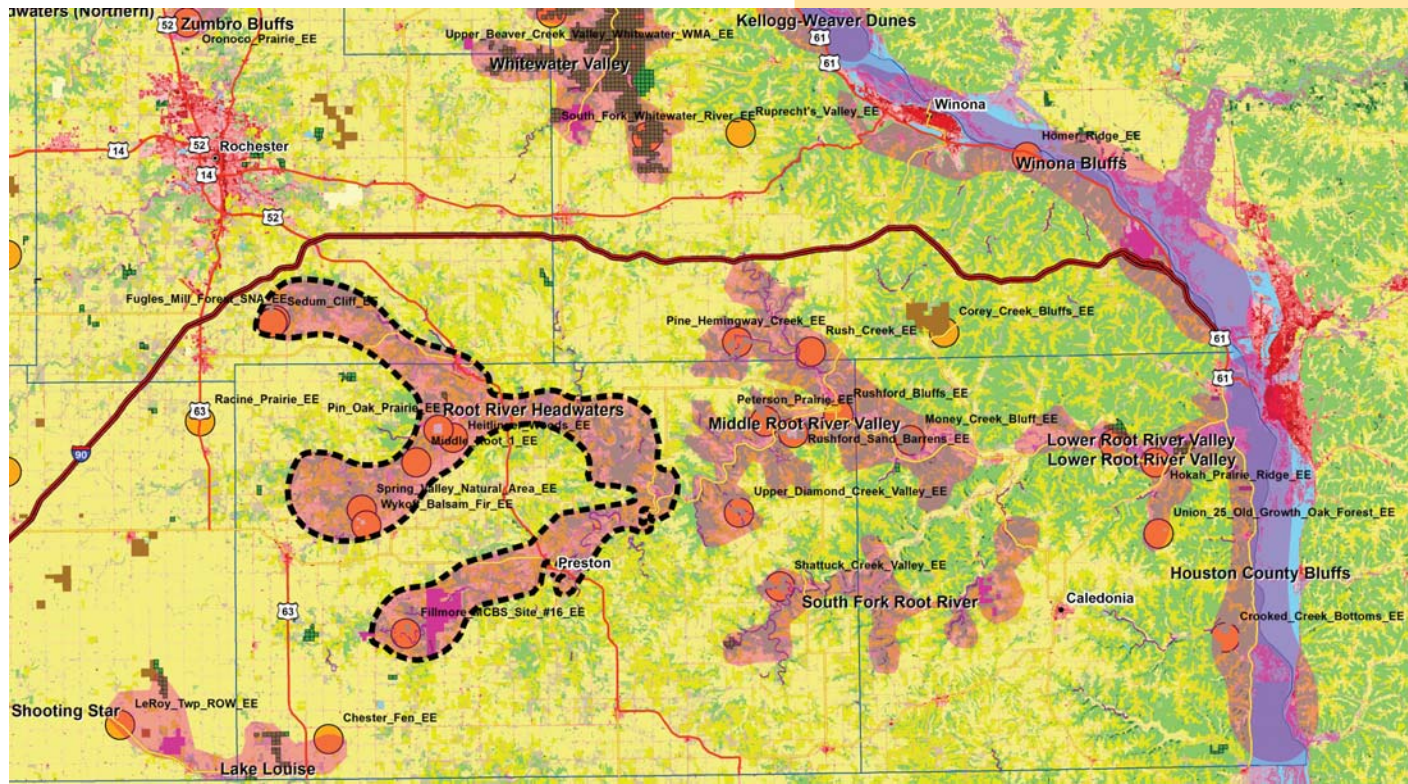 dwaters (Northern)
52
Zumbro Bluffs
Oronoco_Prairie_EE
Upper_Beaver_Creek_Valley_Whitewater_WMA_EE
Whitewater Valley
Kellogg-Weaver Dunes
61
61
South_Fork_Whitewater_River_EE
Ruprecht's_Valley_EE
Winona
Homer_Ridge_EE
Winona Bluffs
14
52
Rochester
14
52
Fugles_Mill_Forest_SNA_EE
Sedum_Cliff_EE
Pine_Hemingway_Creek_EE
Rush_Creek_EE
Corey_Creek_Bluffs_EE
61
61
Racine_Prairie_EE
63
Pin_Oak_Prairie_EE
Root River Headwaters
Middle_Root_1_EE
Peterson_Prairie_EE
Rushford_Bluffs_EE
Middle Root River Valley
Money_Creek_Bluff_EE
Rushford_Sand_Barrens_EE
Lower Root River Valley
Lower Root River Valley
Hokah_Prairie_Ridge_EE
90
Spring_Valley_Natural_Area_EE
Wykoff_Balsam_Fir_EE
Upper_Diamond_Creek_Valley_EE
Union_25_Old_Growth_Oak_Forest_EE
Preston
Shattuck_Creek_Valley_EE
South Fork Root River
Houston County Bluffs
Caledonia
63
Fillmore_MCBS_Site_#16_EE
Crooked_Creek_Bottoms_EE
Shooting Star
LeRoy_Twp_ROW_EE
Chester_Fen_EE
Lake Louise